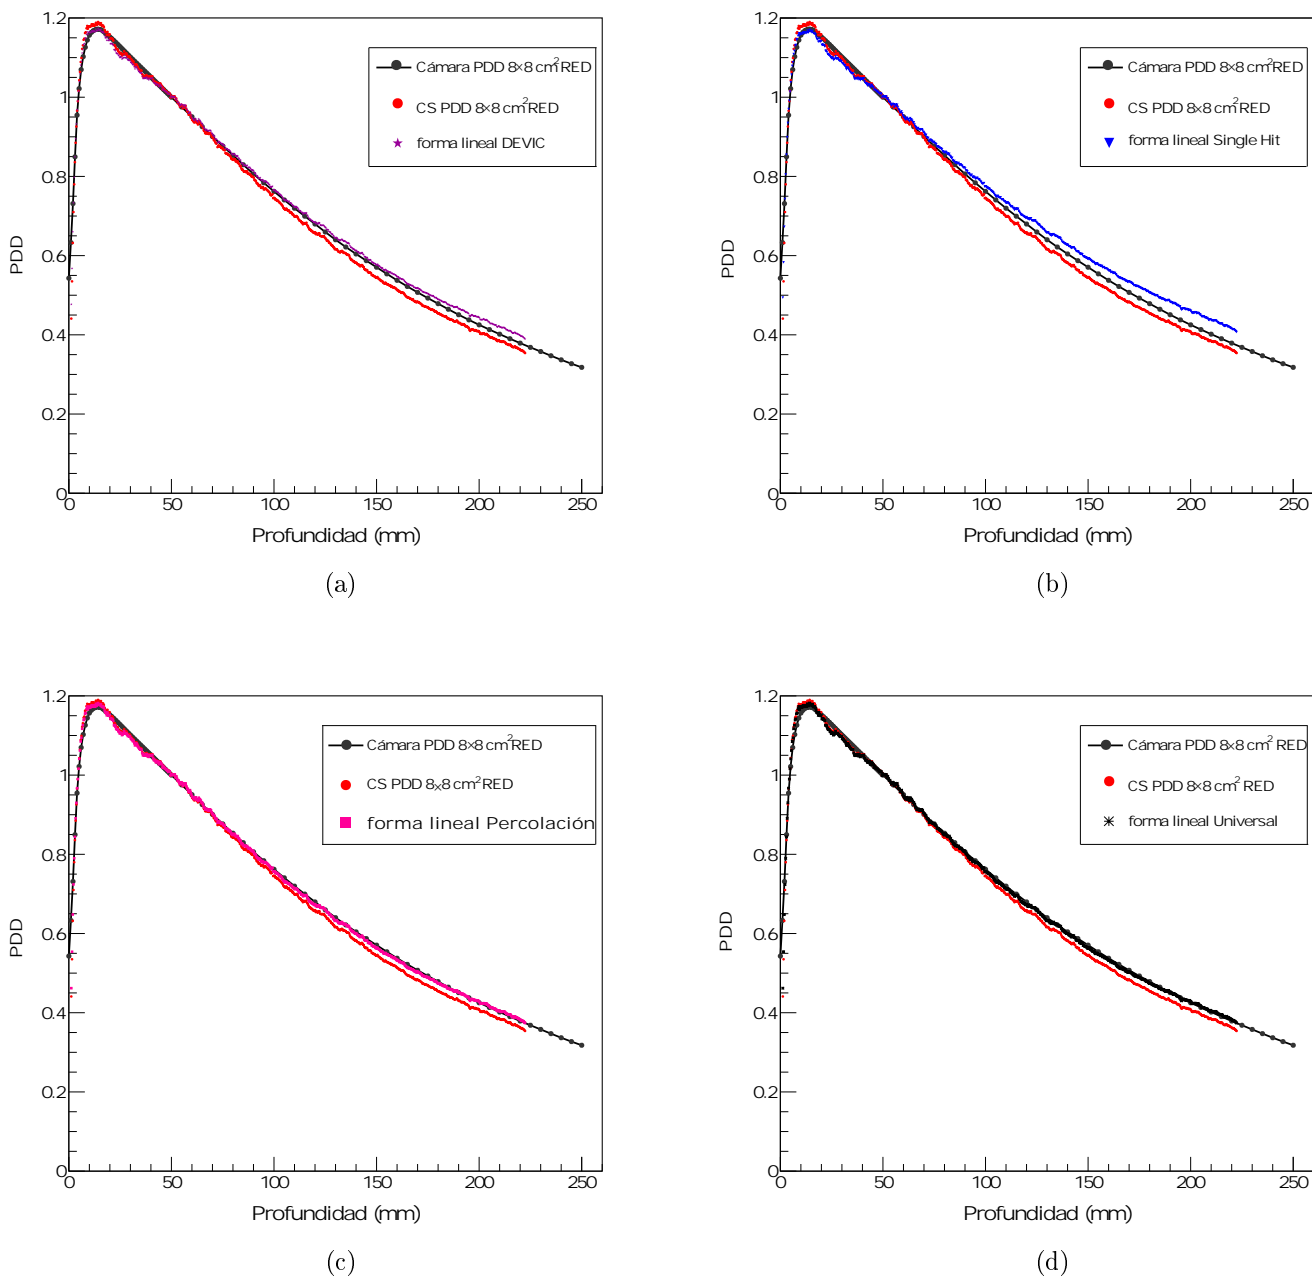 1.2
1
0.8
0.6
0.4
0.2
0
PDD
Cámara PDD 8×8 cm²RED
CS PDD 8×8 cm²RED
forma lineal DEVIC
0 50 100 150 200 250
Profundidad (mm)
(a)
1.2
1
0.8
0.6
0.4
0.2
0
PDD
Cámara PDD 8×8 cm²RED
CS PDD 8×8 cm²RED
forma lineal Single Hit
0 50 100 150 200 250
Profundidad (mm)
(b)
1.2
1
0.8
0.6
0.4
0.2
0
PDD
Cámara PDD 8×8 cm²RED
CS PDD 8×8 cm²RED
forma lineal Percolación
0 50 100 150 200 250
Profundidad (mm)
(c)
1.2
1
0.8
0.6
0.4
0.2
0
PDD
Cámara PDD 8×8 cm² RED
CS PDD 8×8 cm² RED
forma lineal Universal
0 50 100 150 200 250
Profundidad (mm)
(d)